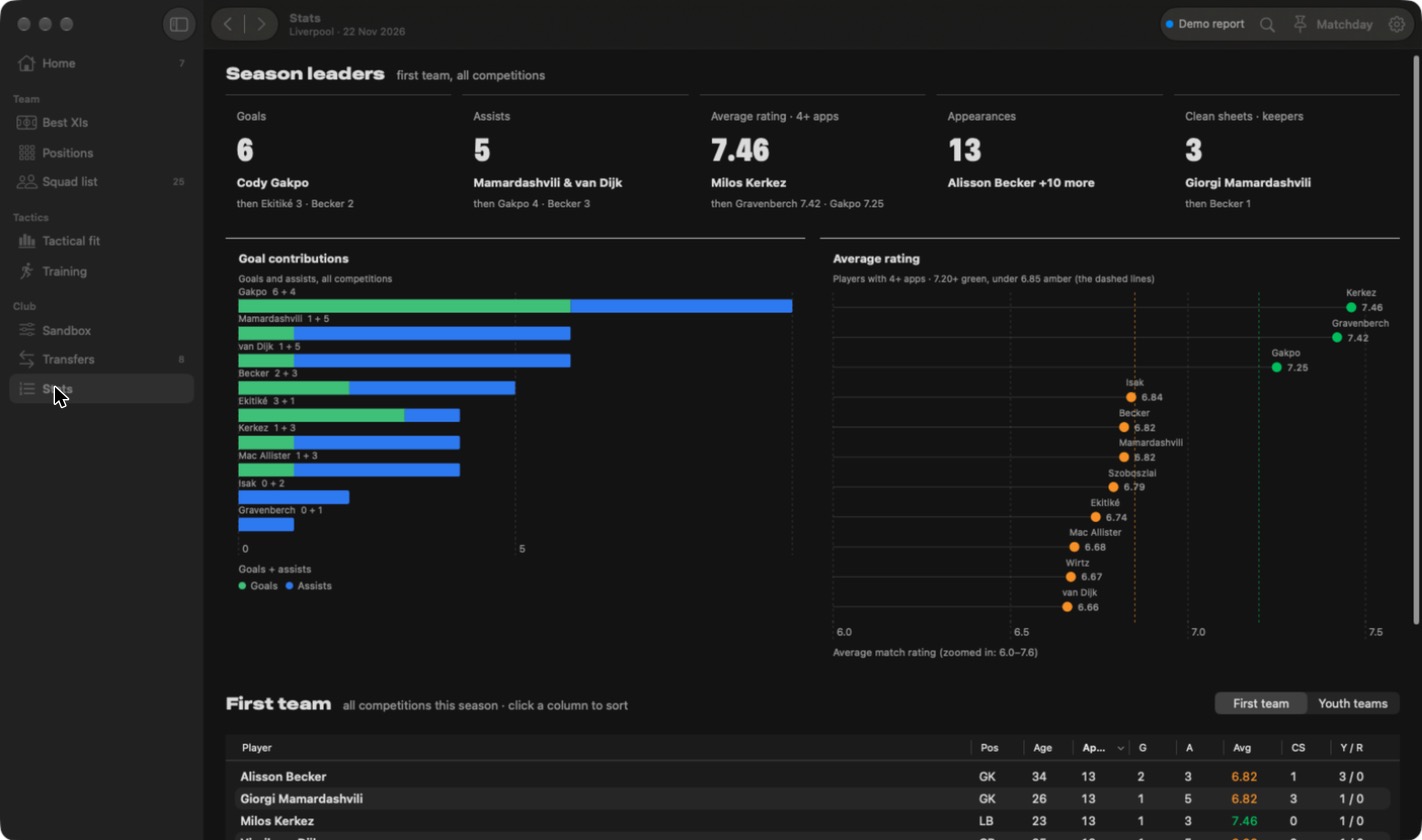 Stats
Liverpool · 22 Nov 2026
Demo report
Matchday
Home 7
Team
Best XIs
Positions
Squad list 25
Tactics
Tactical fit
Training
Club
Sandbox
Transfers 8
Stats
Season leaders first team, all competitions
Goals
6
Cody Gakpo
then Ekitiké 3 · Becker 2
Assists
5
Mamardashvili & van Dijk
then Gakpo 4 · Becker 3
Average rating · 4+ apps
7.46
Milos Kerkez
then Gravenberch 7.42 · Gakpo 7.25
Appearances
13
Alisson Becker +10 more
Clean sheets · keepers
3
Giorgi Mamardashvili
then Becker 1
Goal contributions
Goals and assists, all competitions
Gakpo 6 + 4
Mamardashvili 1 + 5
van Dijk 1 + 5
Becker 2 + 3
Ekitiké 3 + 1
Kerkez 1 + 3
Mac Allister 1 + 3
Isak 0 + 2
Gravenberch 0 + 1
0 5
Goals + assists
Goals Assists
Average rating
Players with 4+ apps · 7.20+ green, under 6.85 amber (the dashed lines)
Kerkez
7.46
Gravenberch
7.42
Gakpo
7.25
Isak
6.84
Becker
6.82
Mamardashvili
6.82
Szoboszlai
6.79
Ekitiké
6.74
Mac Allister
6.68
Wirtz
6.67
van Dijk
6.66
6.0 6.5 7.0 7.5
Average match rating (zoomed in: 6.0–7.6)
First team all competitions this season · click a column to sort
First team Youth teams
Player Pos Age Ap... G A Avg CS Y / R
Alisson Becker GK 34 13 2 3 6.82 1 3 / 0
Giorgi Mamardashvili GK 26 13 1 5 6.82 3 1 / 0
Milos Kerkez LB 23 13 1 3 7.46 0 1 / 0